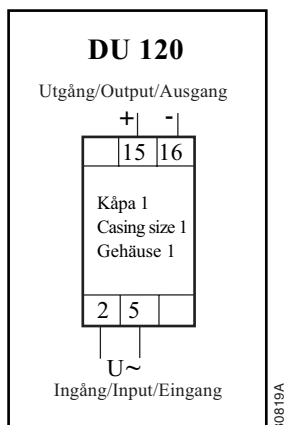 DU 120
Utgång/Output/Ausgang
+ -
15 16
Kåpa 1
Casing size 1
Gehäuse 1
2 5
U~
Ingång/Input/Eingang